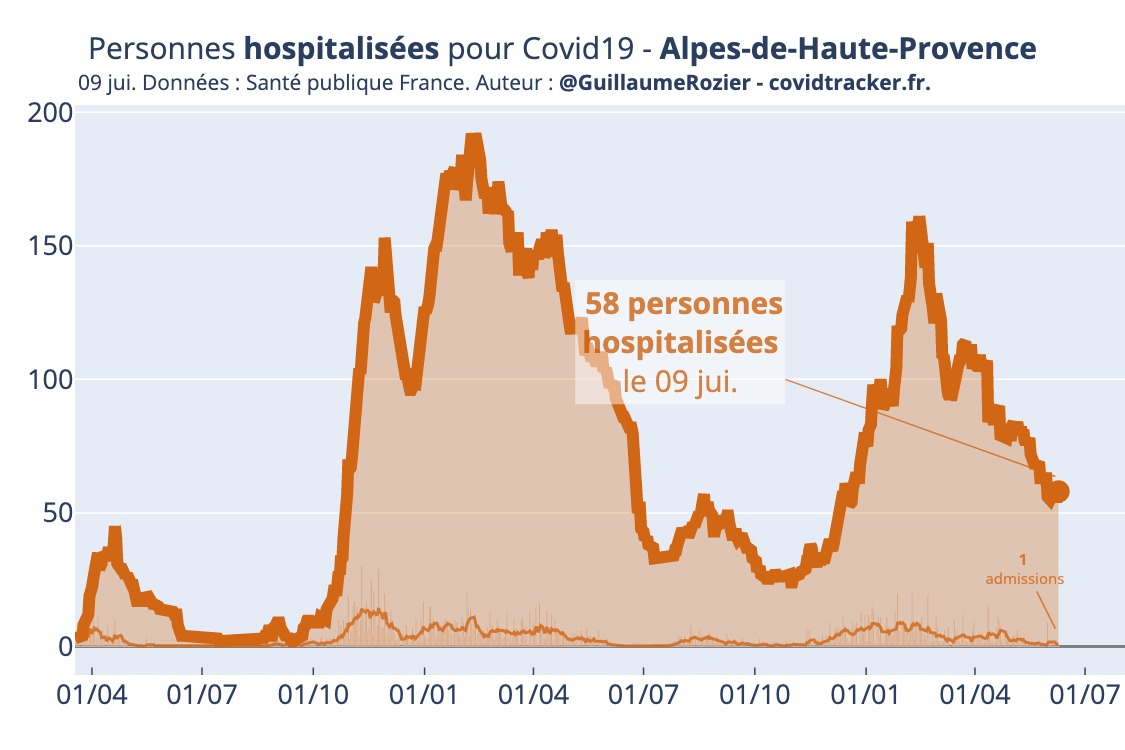 Personnes hospitalisées pour Covid19 - Alpes-de-Haute-Provence
09 jui. Données : Santé publique France. Auteur : @GuillaumeRozier - covidtracker.fr.
200
150
58 personnes
hospitalisées
100
le 09 jui.
50
1
admissions
0
01/04 01/07 01/10 01/01 01/04 01/07 01/10 01/01 01/04 01/07